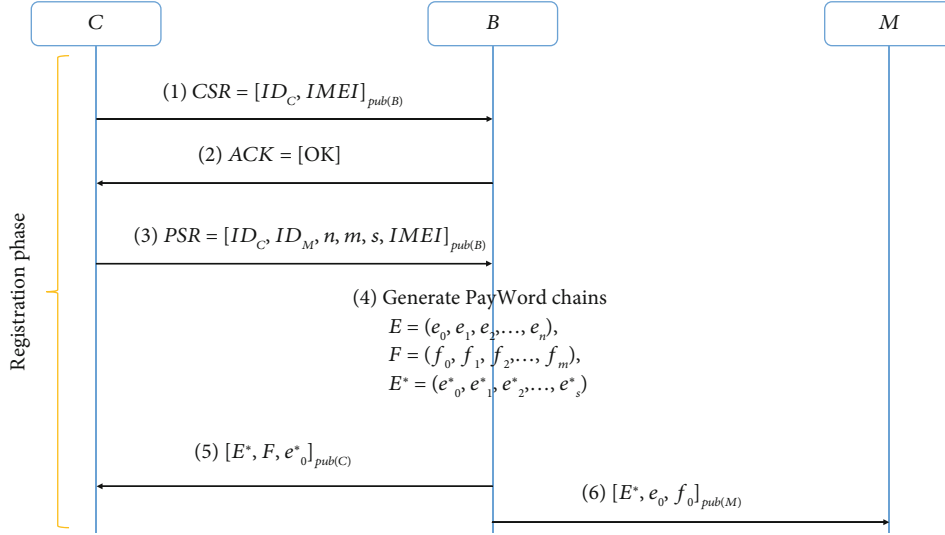 C
B
M
Registration phase
(1) CSR = [ID_C, IMEI]_pub(B)
(2) ACK = [OK]
(3) PSR = [ID_C, ID_M, n, m, s, IMEI]_pub(B)
(4) Generate PayWord chains
E = (e_0, e_1, e_2,…, e_n),
F = (f_0, f_1, f_2,…, f_m),
E* = (e*_0, e*_1, e*_2,…, e*_s)
(5) [E*, F, e*_0]_pub(C)
(6) [E*, e_0, f_0]_pub(M)